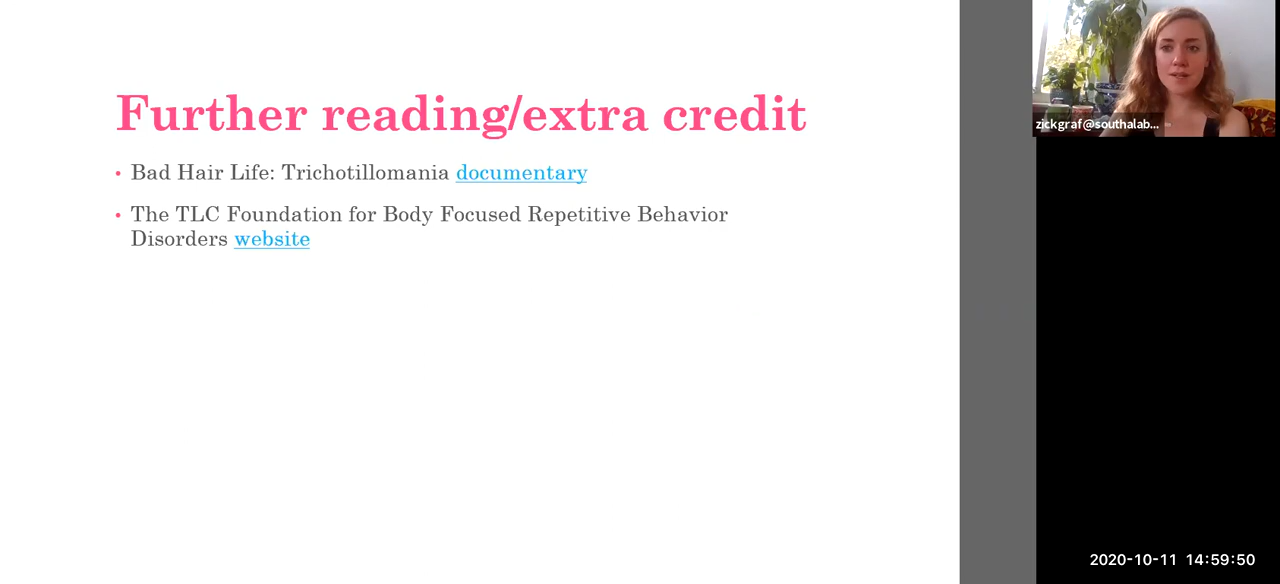 Further reading/extra credit
• Bad Hair Life: Trichotillomania documentary
• The TLC Foundation for Body Focused Repetitive Behavior
Disorders website
zickgraf@southalab...
2020-10-11 14:59:50